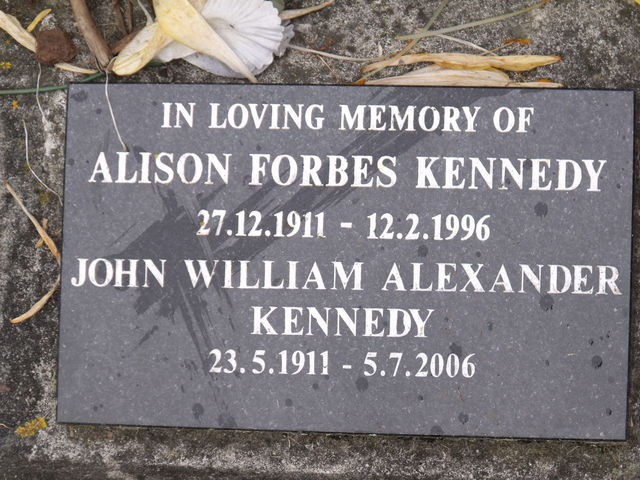 IN LOVING MEMORY OF
ALISON FORBES KENNEDY
27.12.1911 - 12.2.1996
JOHN WILLIAM ALEXANDER
KENNEDY
23.5.1911 - 5.7.2006